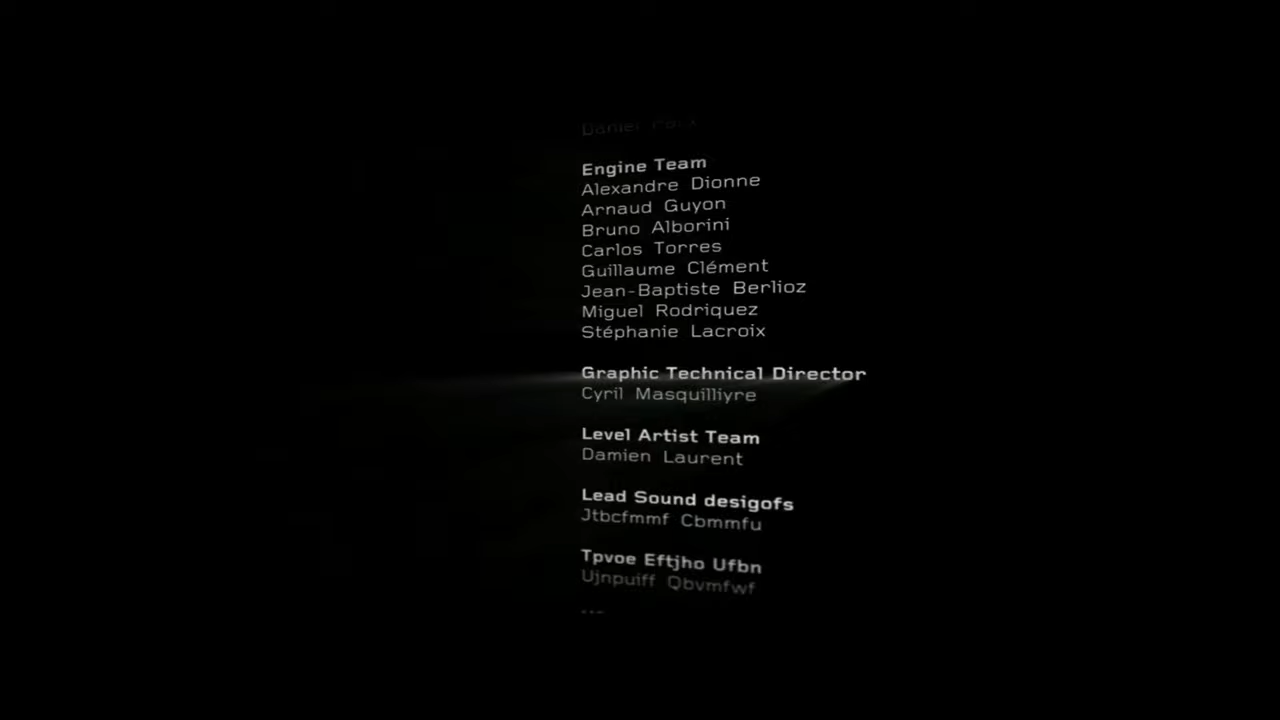 Engine Team
Alexandre Dionne
Arnaud Guyon
Bruno Alborini
Carlos Torres
Guillaume Clément
Jean-Baptiste Berlioz
Miguel Rodriquez
Stéphanie Lacroix
Graphic Technical Director
Cyril Masquilliyre
Level Artist Team
Damien Laurent
Lead Sound desigofs
Jtbcfmmf Cbmmfu
Tpvoe Eftjho Ufbn
Ujnpuiff Qbvmfwf